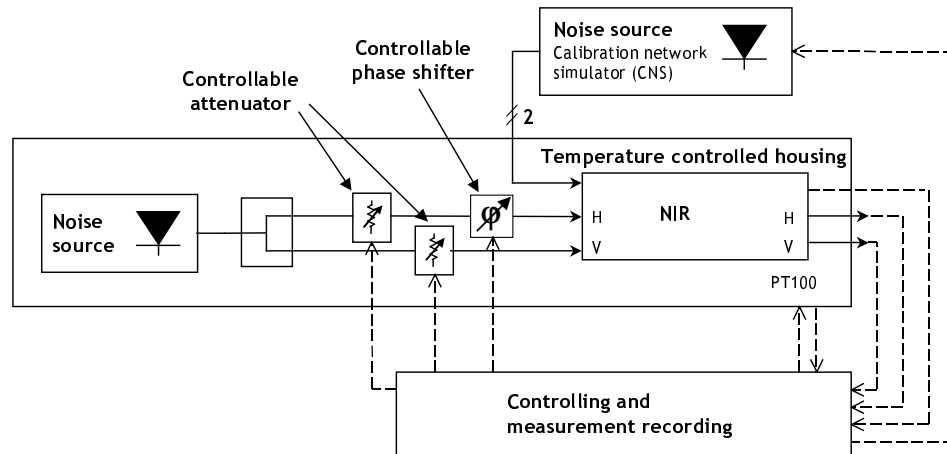 Noise source
Calibration network
simulator (CNS)
Controllable
phase shifter
Controllable
attenuator
2
Temperature controlled housing
Noise
source
φ
H
NIR
H
V
V
PT100
Controlling and
measurement recording